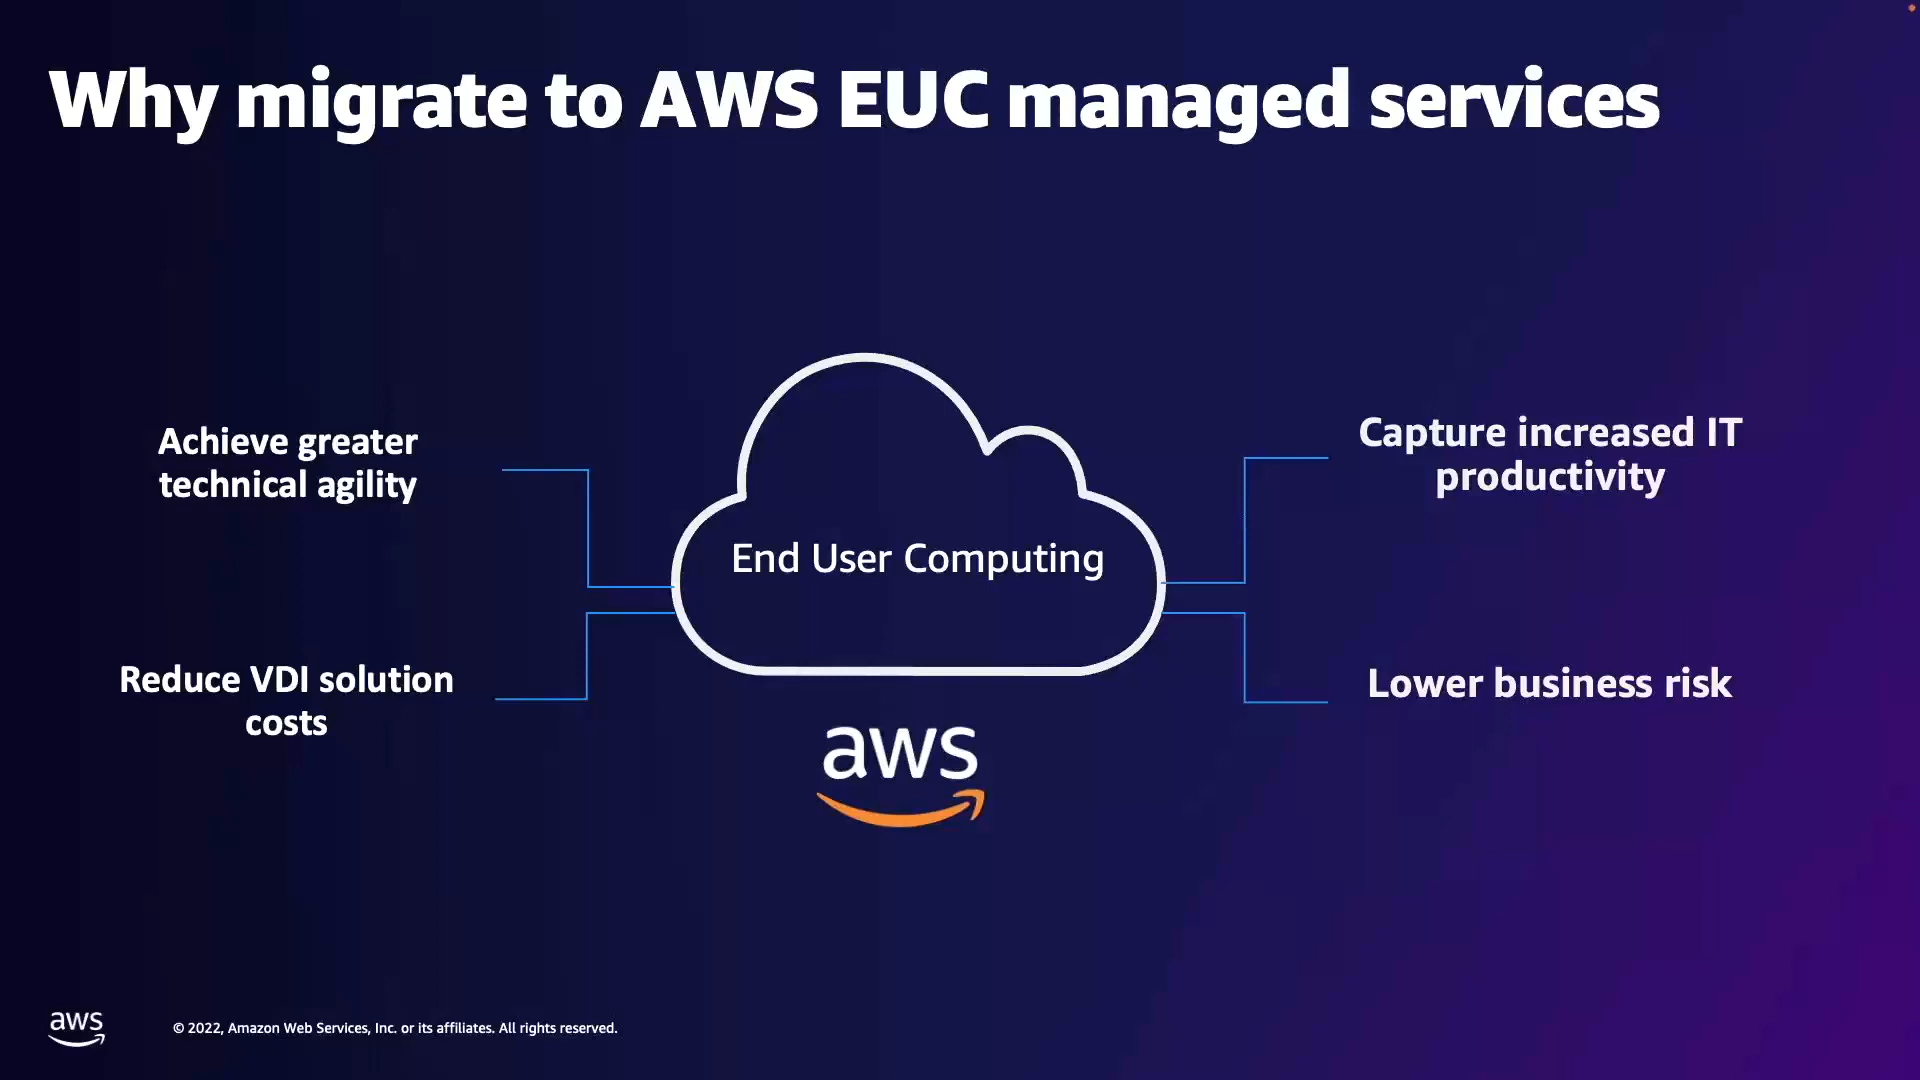 Why migrate to AWS EUC managed services
Achieve greater
technical agility
Reduce VDI solution
costs
End User Computing
aws
Capture increased IT
productivity
Lower business risk
aws
© 2022, Amazon Web Services, Inc. or its affiliates. All rights reserved.